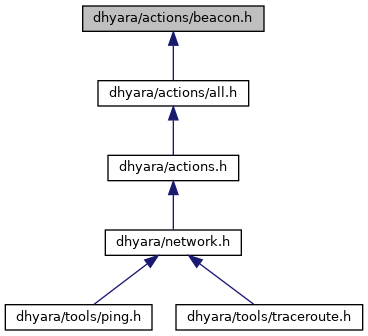 dhyara/actions/beacon.h
dhyara/actions/all.h
dhyara/actions.h
dhyara/network.h
dhyara/tools/ping.h
dhyara/tools/traceroute.h